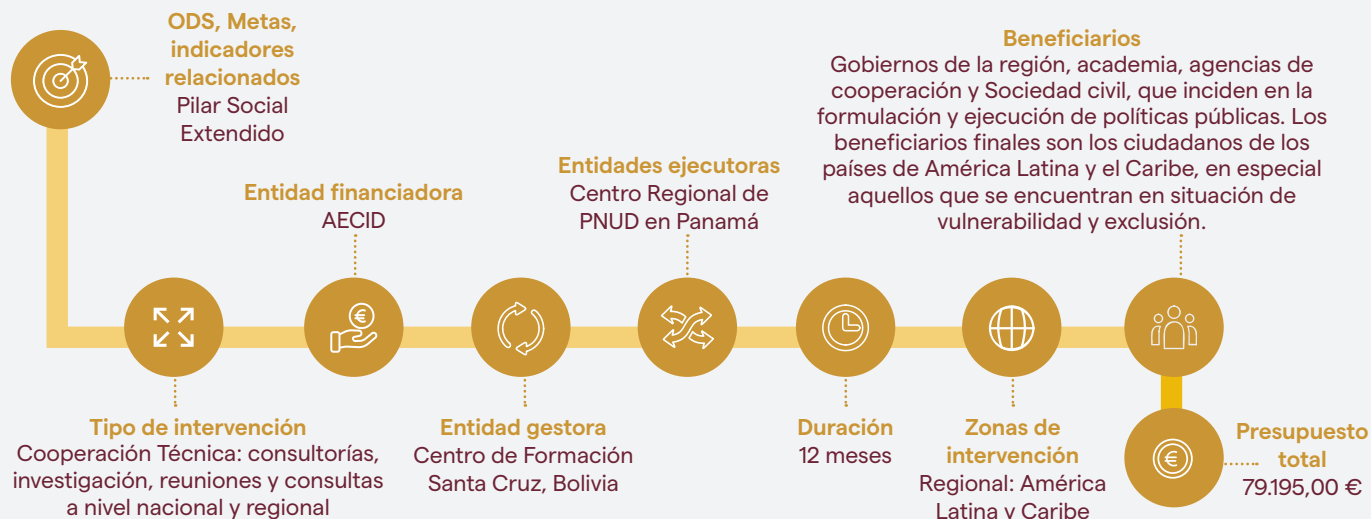 ODS, Metas,
indicadores
relacionados
Pilar Social
Extendido
Tipo de intervención
Cooperación Técnica: consultorías,
investigación, reuniones y consultas
a nivel nacional y regional
Entidad financiadora
AECID
Entidad gestora
Centro de Formación
Santa Cruz, Bolivia
Entidades ejecutoras
Centro Regional de
PNUD en Panamá
Duración
12 meses
Zonas de
intervención
Regional: América
Latina y Caribe
Beneficiarios
Gobiernos de la región, academia, agencias de
cooperación y Sociedad civil, que inciden en la
formulación y ejecución de políticas públicas. Los
beneficiarios finales son los ciudadanos de los
países de América Latina y el Caribe, en especial
aquellos que se encuentran en situación de
vulnerabilidad y exclusión.
Presupuesto
total
79.195,00 €